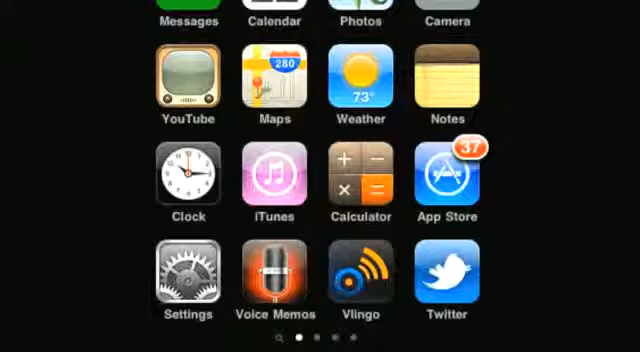 Messages Calendar Photos Camera
280
73°
YouTube Maps Weather Notes
37
Clock iTunes Calculator App Store
Settings Voice Memos Vlingo Twitter